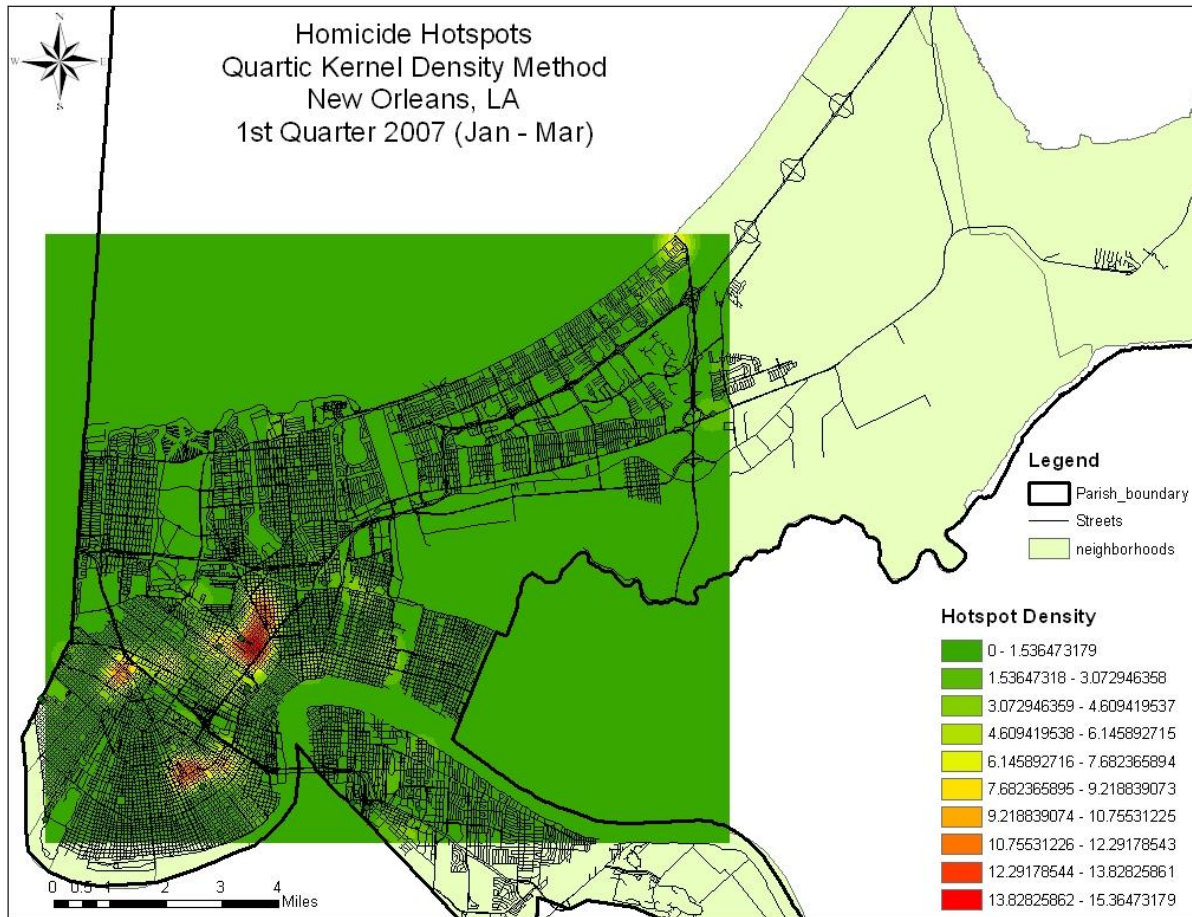 N
W E
S
Homicide Hotspots
Quartic Kernel Density Method
New Orleans, LA
1st Quarter 2007 (Jan - Mar)
Legend
Parish_boundary
Streets
neighborhoods
Hotspot Density
0 - 1.536473179
1.53647318 - 3.072946358
3.072946359 - 4.609419537
4.609419538 - 6.145892715
6.145892716 - 7.682365894
7.682365895 - 9.218839073
9.218839074 - 10.75531225
10.75531226 - 12.29178543
12.29178544 - 13.82825861
13.82825862 - 15.36473179
0 0.5 1 2 3 4
Miles